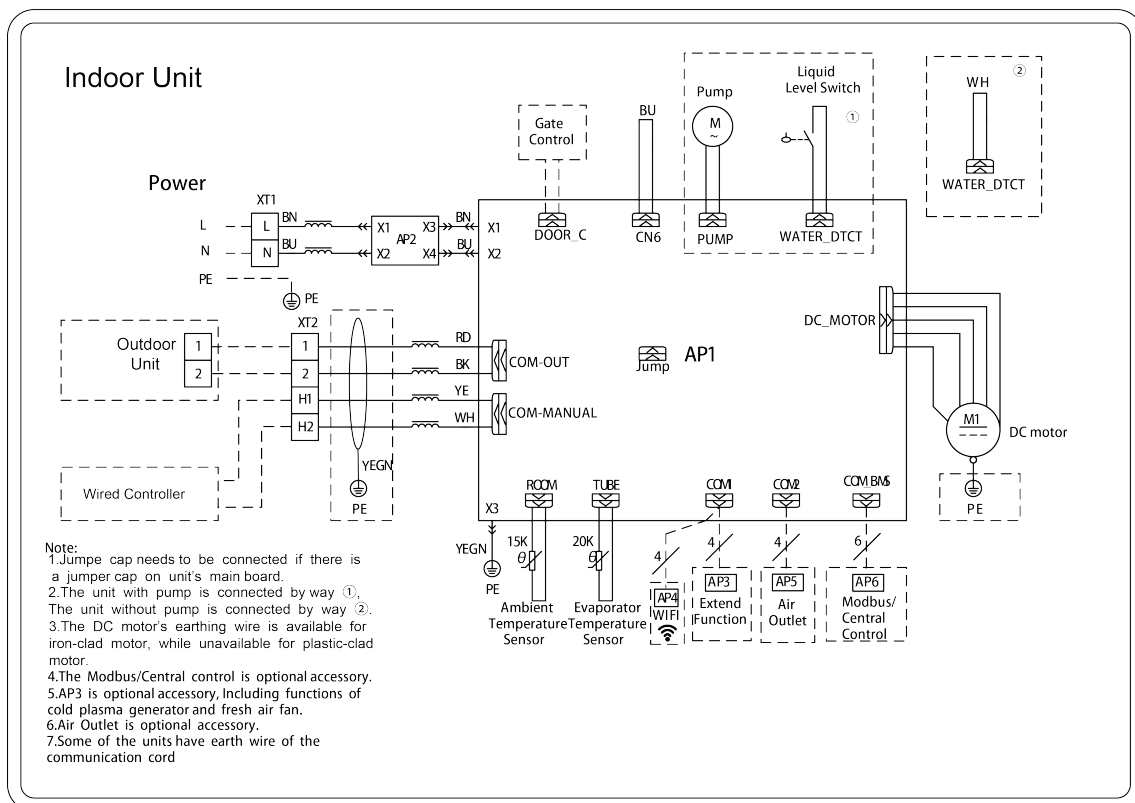 Indoor Unit
Power
XT1
L
L
BN
N
N
BU
PE
PE
X1
X2
AP2
X3
X4
BN
BU
X1
X2
Gate
Control
DOOR_C
BU
CN6
Pump
M
~
PUMP
Liquid
Level Switch
①
WATER_DTCT
②
WH
WATER_DTCT
Outdoor
Unit
1
2
XT2
1
2
H1
H2
RD
BK
YE
WH
COM-OUT
COM-MANUAL
YEGN
PE
Wired Controller
Jump
AP1
DC_MOTOR
M1
DC motor
PE
X3
YEGN
PE
ROOM
TUBE
COM1
COM2
COM_BMS
15K
θ
20K
θ
4
4
4
6
Ambient
Temperature
Sensor
Evaporator
Temperature
Sensor
AP4
WIFI
AP3
Extend
Function
AP5
Air
Outlet
AP6
Modbus/
Central
Control
Note:
1.Jumpe cap needs to be connected if there is
a jumper cap on unit's main board.
2.The unit with pump is connected by way ①,
The unit without pump is connected by way ②.
3.The DC motor's earthing wire is available for
iron-clad motor, while unavailable for plastic-clad
motor.
4.The Modbus/Central control is optional accessory.
5.AP3 is optional accessory, Including functions of
cold plasma generator and fresh air fan.
6.Air Outlet is optional accessory.
7.Some of the units have earth wire of the
communication cord